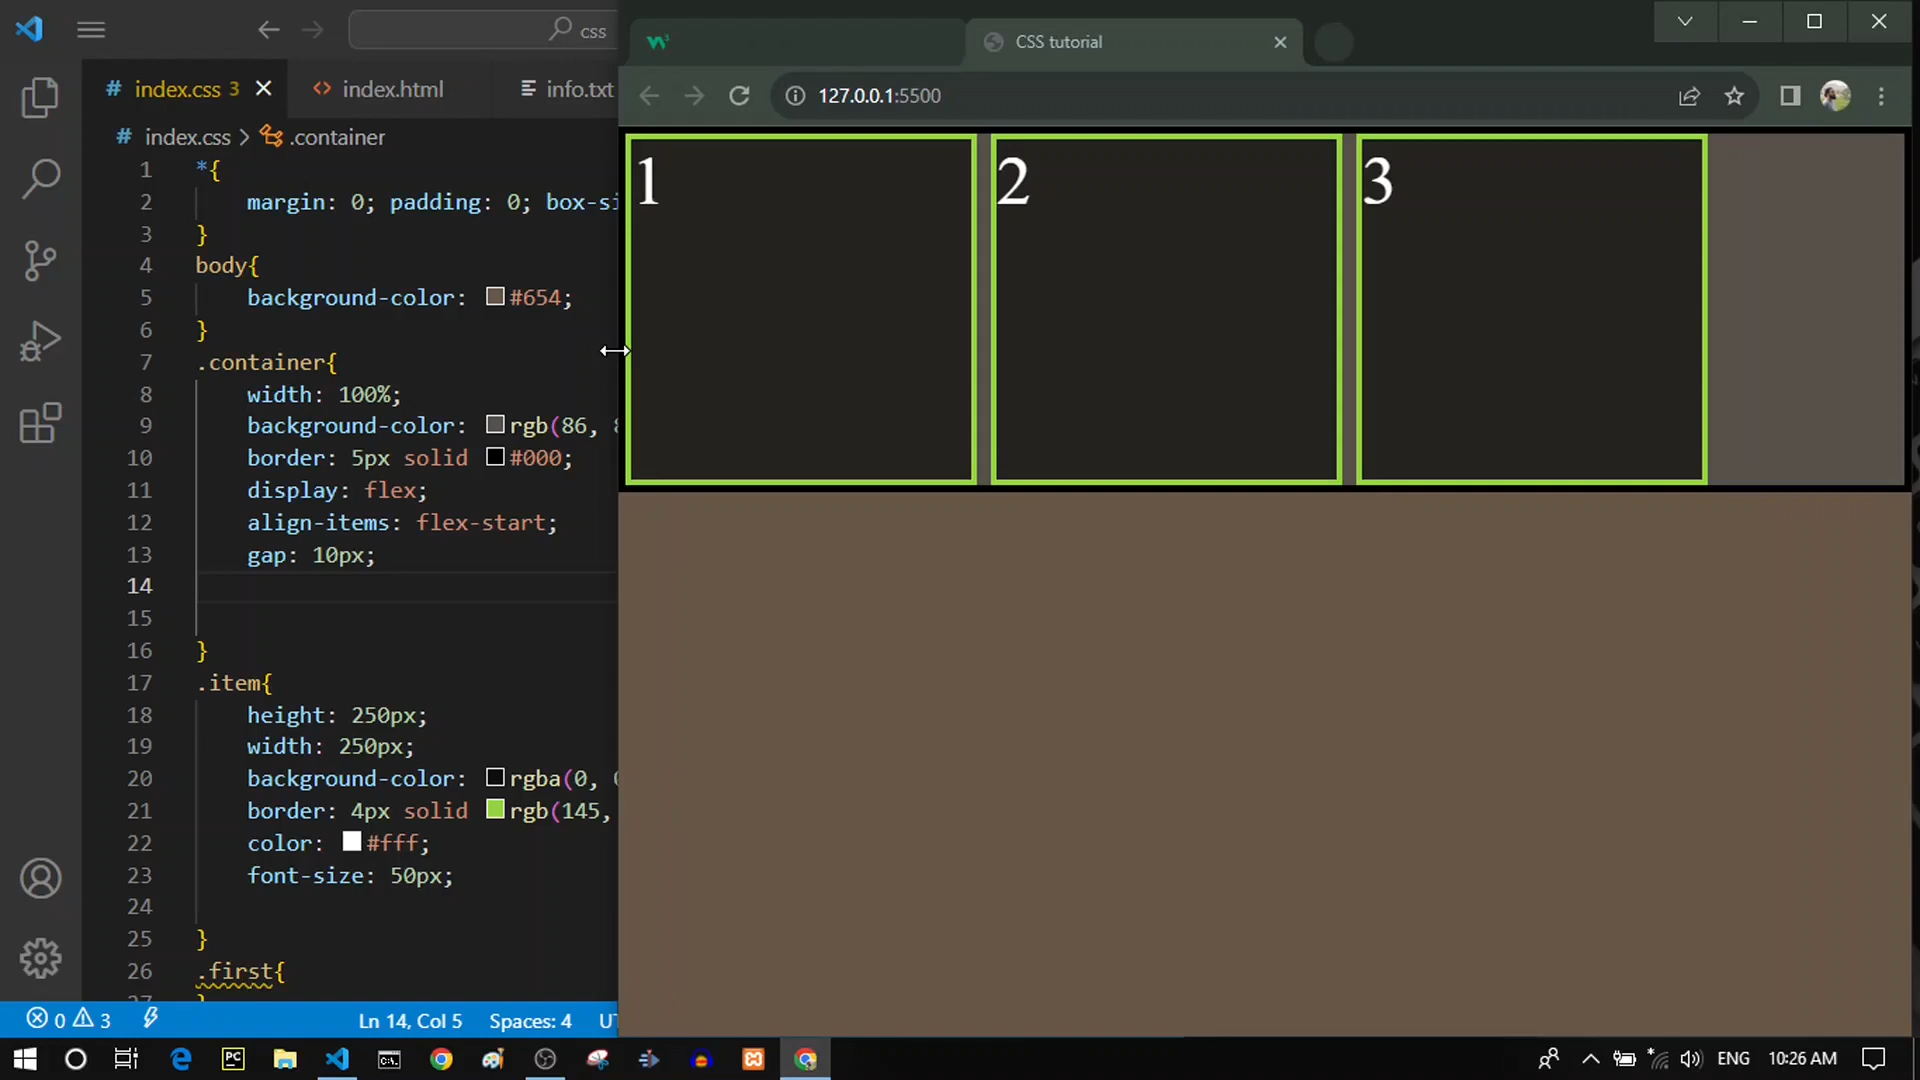 css
index.css 3
index.html
info.txt
CSS tutorial
127.0.0.1:5500
index.css > .container
1 *{
2 margin: 0; padding: 0; box-si
3 }
4 body{
5 background-color: #654;
6 }
7 .container{
8 width: 100%;
9 background-color: rgb(86,
10 border: 5px solid #000;
11 display: flex;
12 align-items: flex-start;
13 gap: 10px;
14
15
16 }
17 .item{
18 height: 250px;
19 width: 250px;
20 background-color: rgba(0,
21 border: 4px solid rgb(145,
22 color: #fff;
23 font-size: 50px;
24
25 }
26 .first{
1
2
3
0 3
Ln 14, Col 5
Spaces: 4
PC
ENG
10:26 AM